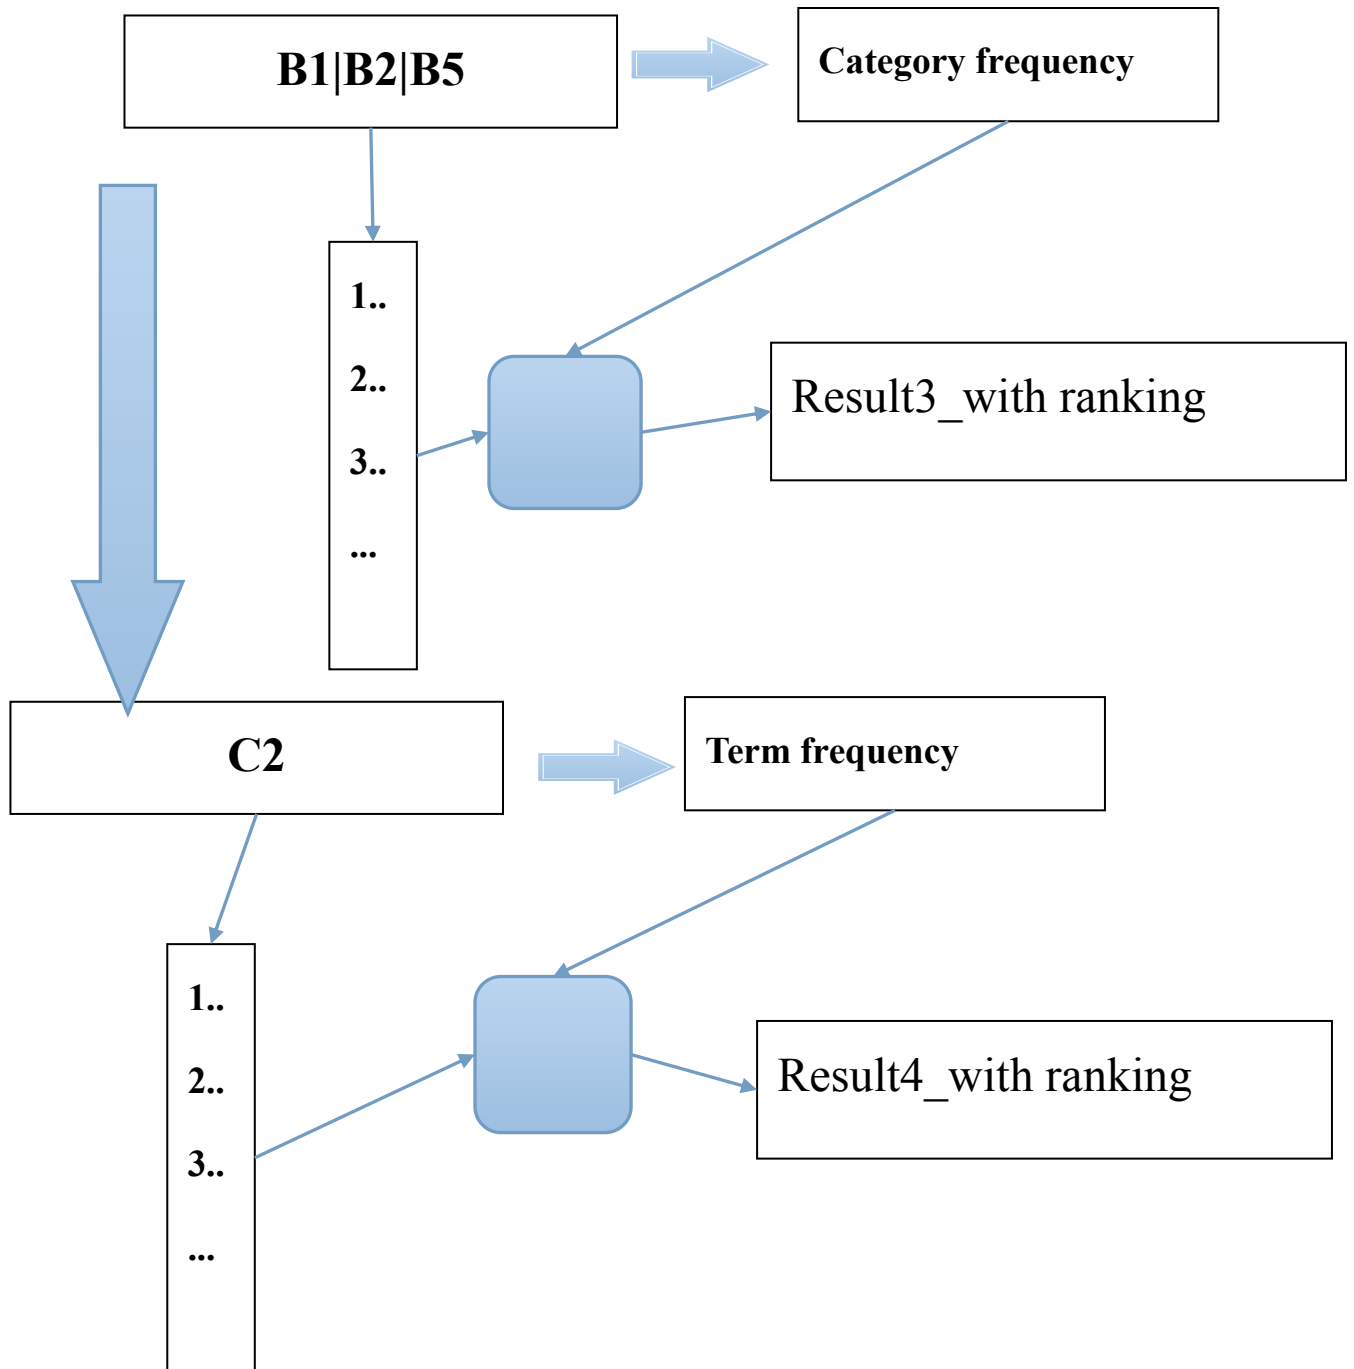 B1|B2|B5
Category frequency
1..
2..
3..
...
Result3_with ranking
C2
Term frequency
1..
2..
3..
...
Result4_with ranking